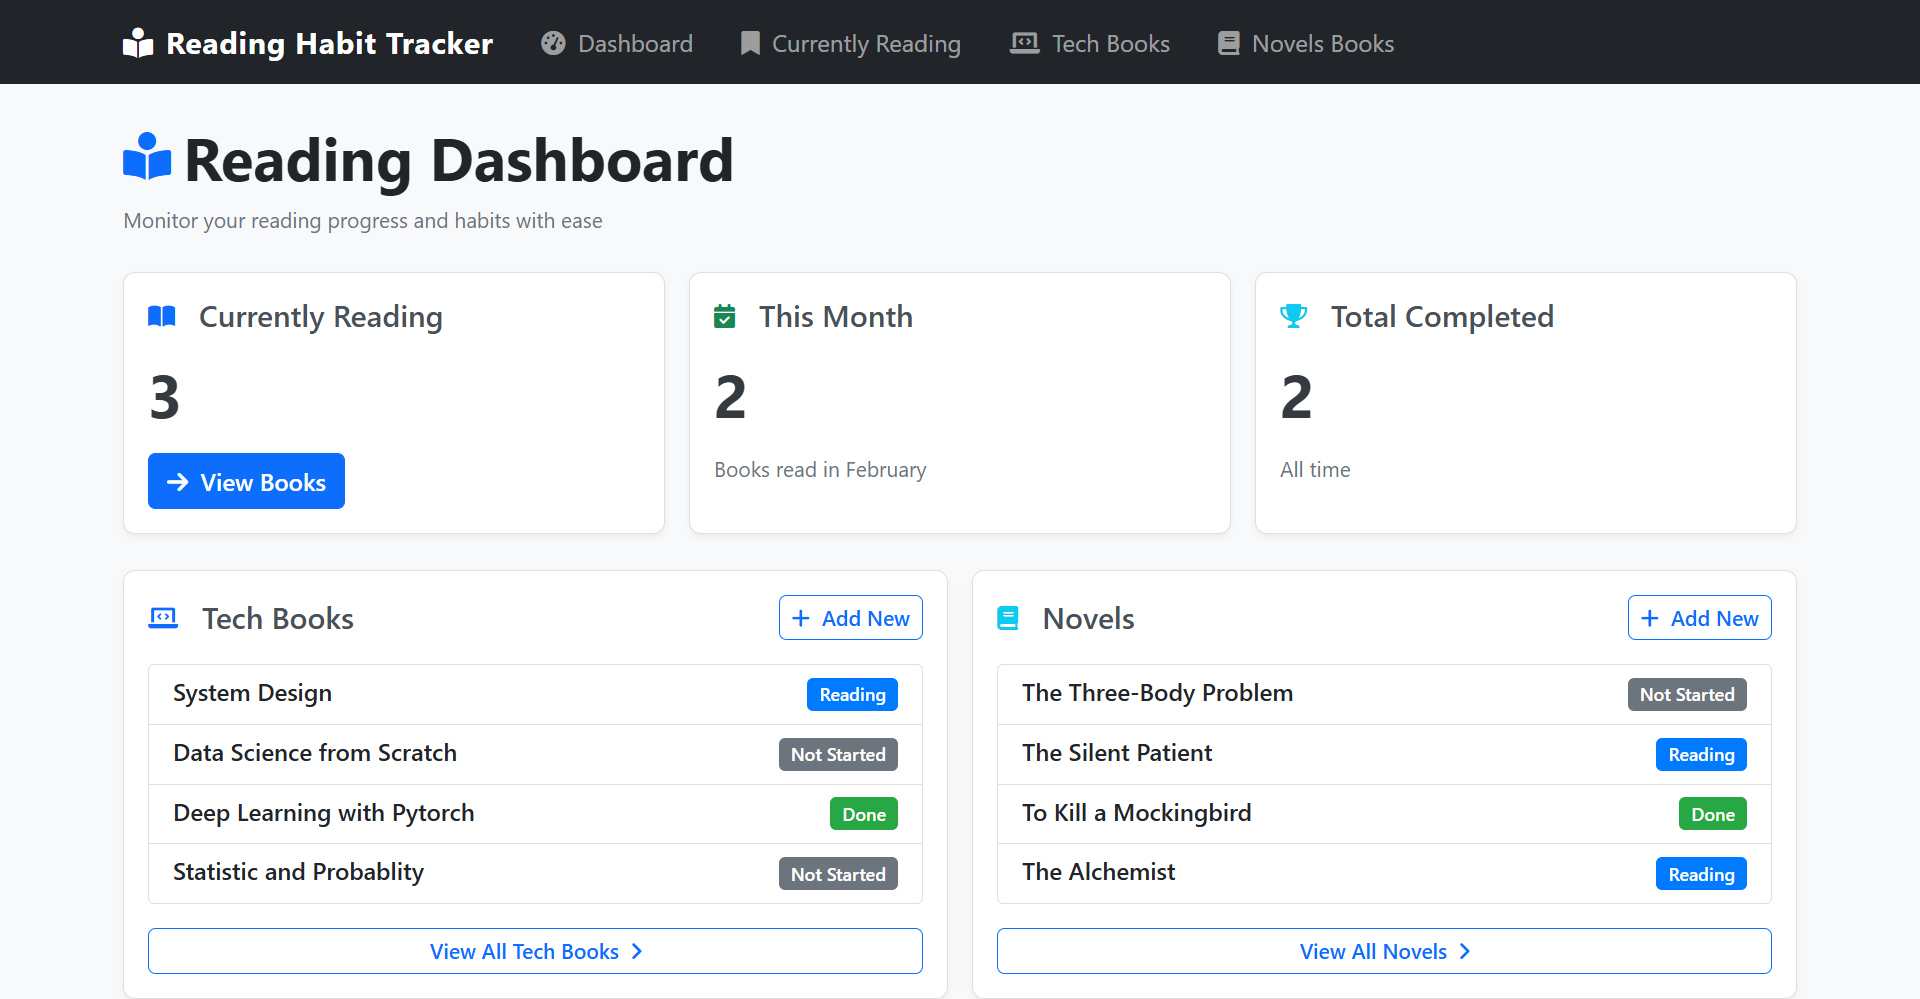 Reading Habit Tracker Dashboard Currently Reading Tech Books Novels Books
Reading Dashboard
Monitor your reading progress and habits with ease
Currently Reading
3
View Books
This Month
2
Books read in February
Total Completed
2
All time
Tech Books
Add New
System Design Reading
Data Science from Scratch Not Started
Deep Learning with Pytorch Done
Statistic and Probablity Not Started
View All Tech Books
Novels
Add New
The Three-Body Problem Not Started
The Silent Patient Reading
To Kill a Mockingbird Done
The Alchemist Reading
View All Novels